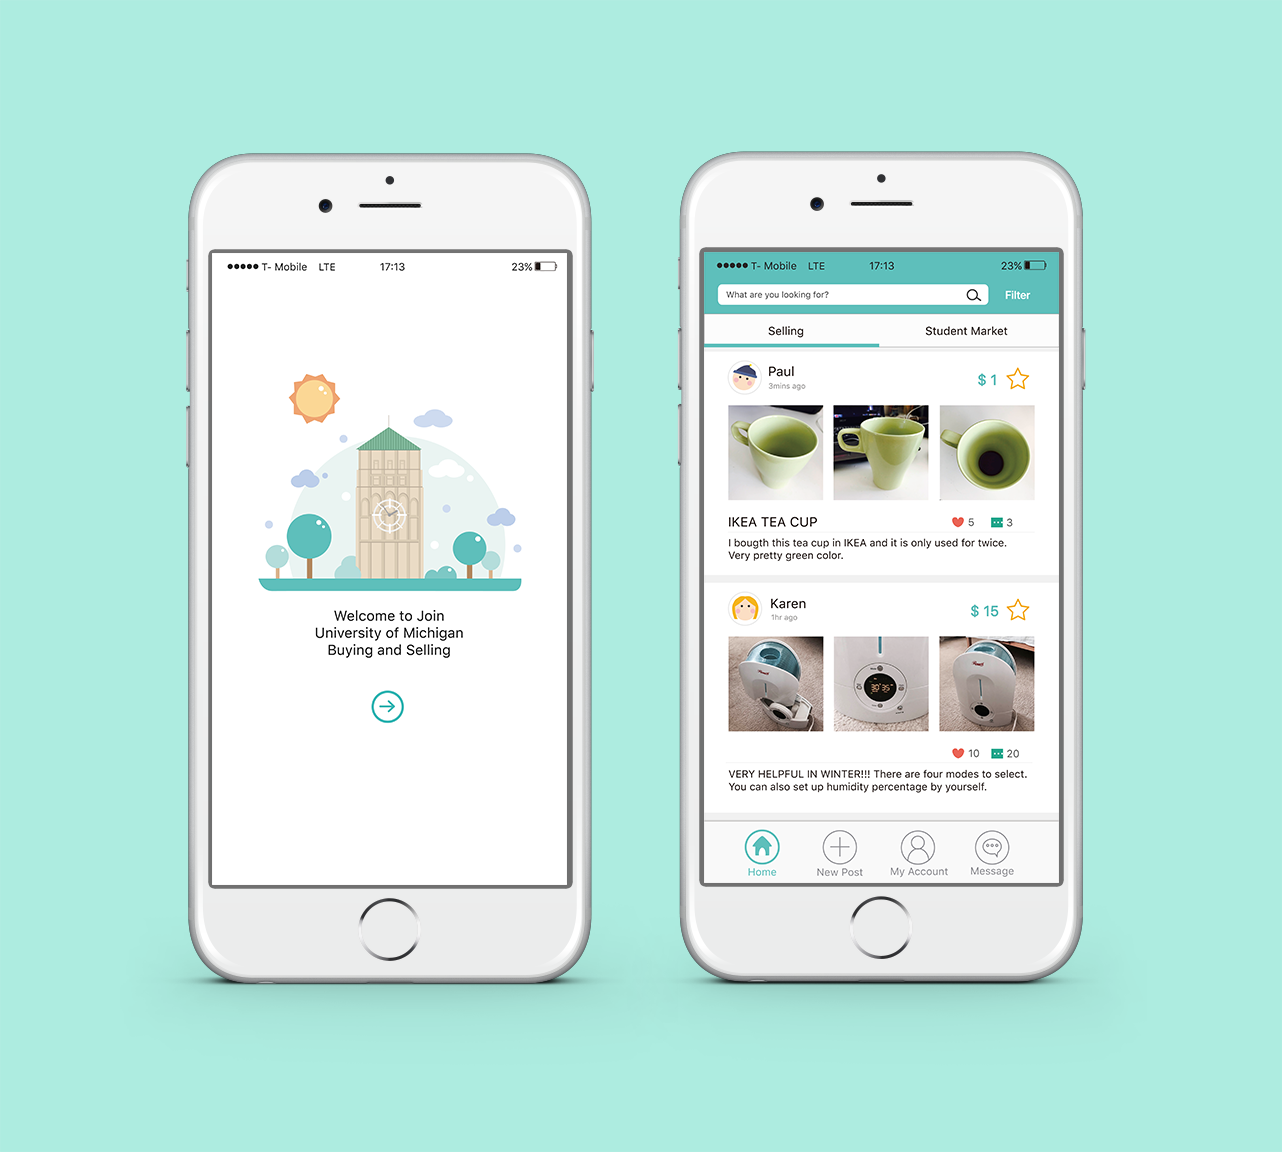 T- Mobile LTE 17:13 23%
Welcome to Join
University of Michigan
Buying and Selling
T- Mobile LTE 17:13 23%
What are you looking for? Filter
Selling Student Market
Paul
3mins ago
$ 1
IKEA TEA CUP 5 3
I bougth this tea cup in IKEA and it is only used for twice.
Very pretty green color.
Karen
1hr ago
$ 15
10 20
VERY HELPFUL IN WINTER!!! There are four modes to select.
You can also set up humidity percentage by yourself.
Home New Post My Account Message